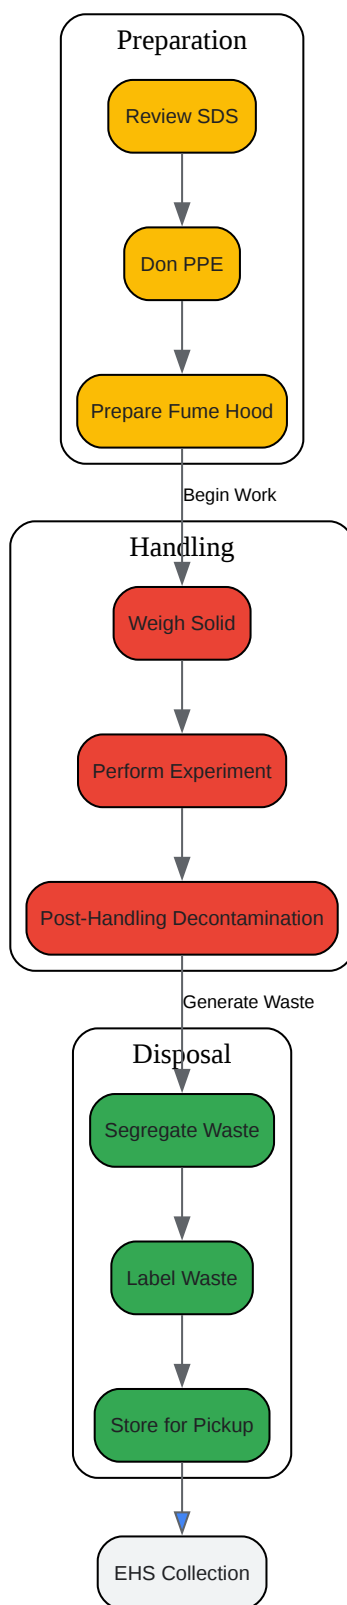 Preparation
Review SDS
Don PPE
Prepare Fume Hood
Begin Work
Handling
Weigh Solid
Perform Experiment
Post-Handling Decontamination
Generate Waste
Disposal
Segregate Waste
Label Waste
Store for Pickup
EHS Collection